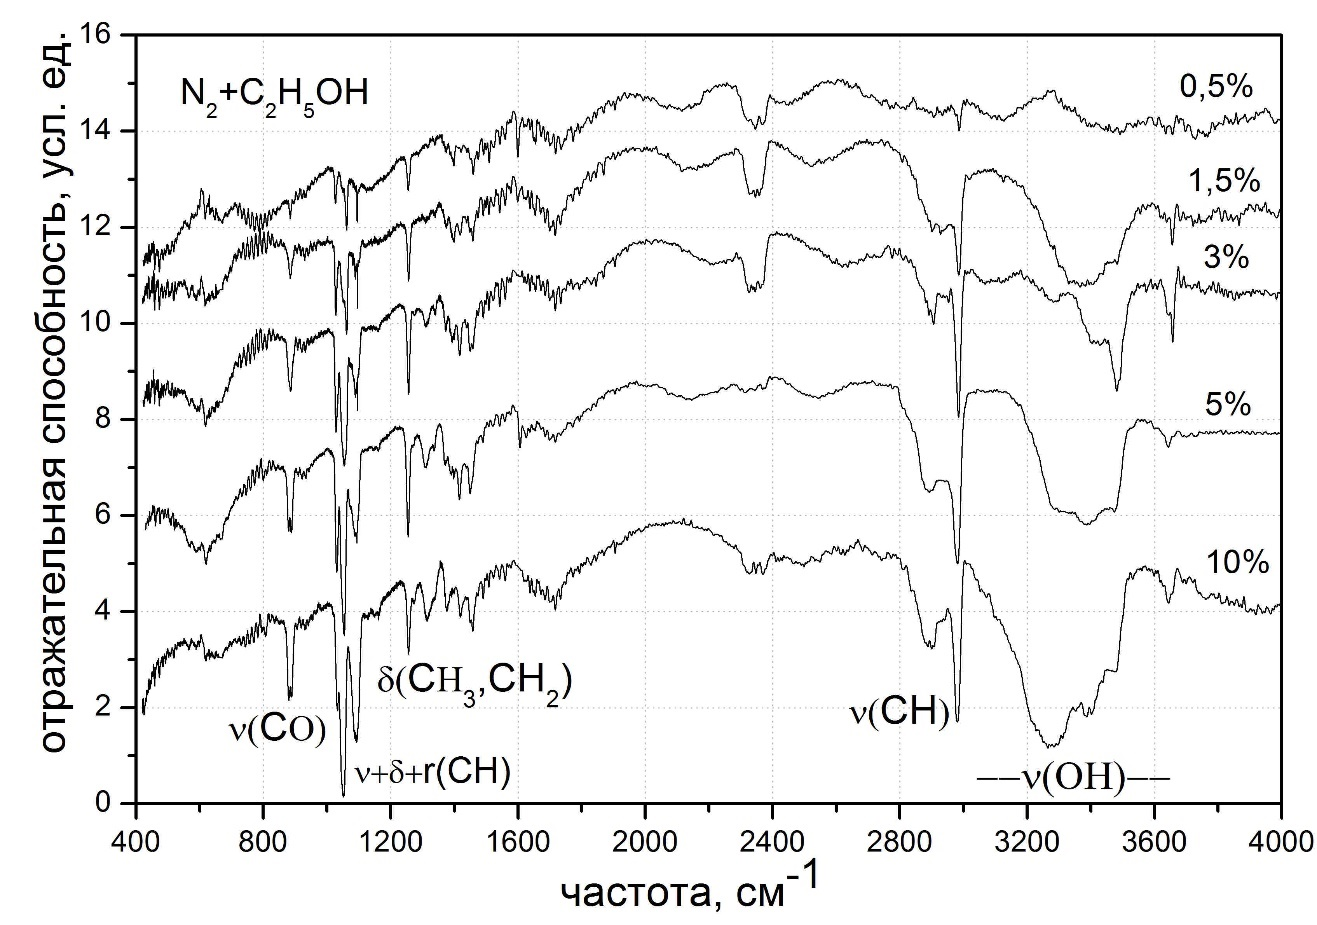 отражательная способность, усл. ед.
16
14
12
10
8
6
4
2
0
N₂+C₂H₅OH
0,5%
1,5%
3%
5%
10%
ν(CO)
ν+δ+r(CH)
δ(CH₃,CH₂)
ν(CH)
––ν(OH)––
400 800 1200 1600 2000 2400 2800 3200 3600 4000
частота, см⁻¹